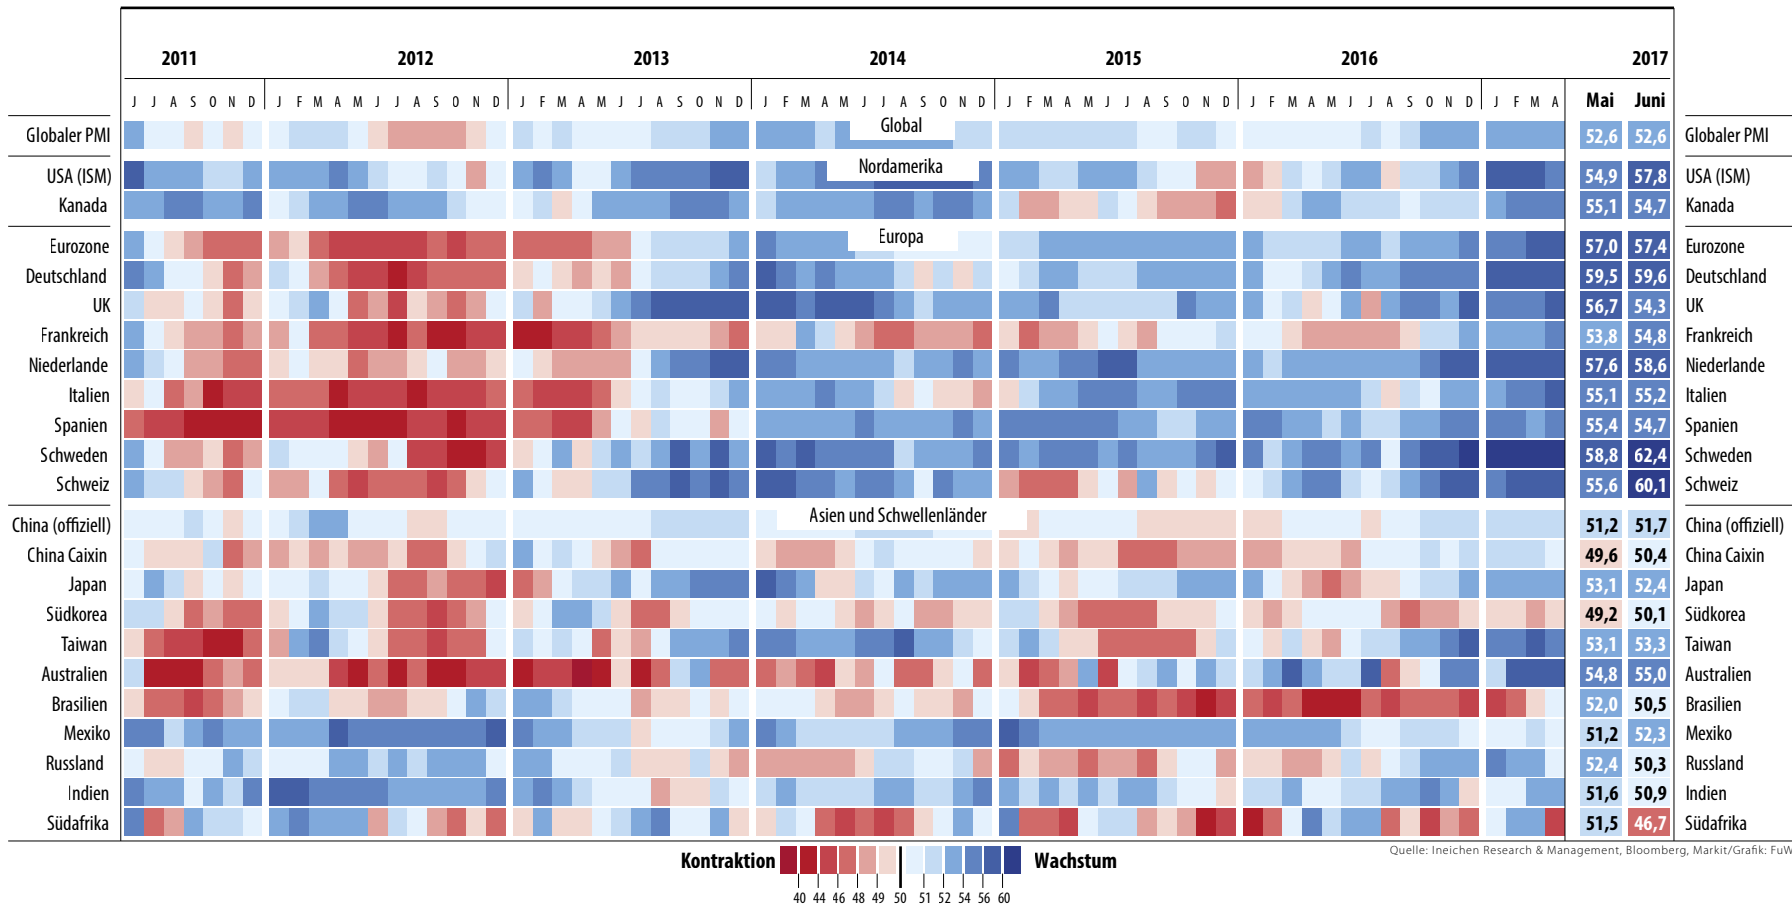 2011 2012 2013 2014 2015 2016 2017
J J A S O N D J F M A M J J A S O N D J F M A M J J A S O N D J F M A M J J A S O N D J F M A M J J A S O N D J F M A M J J A S O N D J F M A Mai Juni
Globaler PMI Global 52,6 52,6 Globaler PMI
USA (ISM) Nordamerika 54,9 57,8 USA (ISM)
Kanada 55,1 54,7 Kanada
Eurozone Europa 57,0 57,4 Eurozone
Deutschland 59,5 59,6 Deutschland
UK 56,7 54,3 UK
Frankreich 53,8 54,8 Frankreich
Niederlande 57,6 58,6 Niederlande
Italien 55,1 55,2 Italien
Spanien 55,4 54,7 Spanien
Schweden 58,8 62,4 Schweden
Schweiz 55,6 60,1 Schweiz
China (offiziell) Asien und Schwellenländer 51,2 51,7 China (offiziell)
China Caixin 49,6 50,4 China Caixin
Japan 53,1 52,4 Japan
Südkorea 49,2 50,1 Südkorea
Taiwan 53,1 53,3 Taiwan
Australien 54,8 55,0 Australien
Brasilien 52,0 50,5 Brasilien
Mexiko 51,2 52,3 Mexiko
Russland 52,4 50,3 Russland
Indien 51,6 50,9 Indien
Südafrika 51,5 46,7 Südafrika
Quelle: Ineichen Research & Management, Bloomberg, Markit/Grafik: FuW
Kontraktion Wachstum
40 44 46 48 49 50 51 52 54 56 60